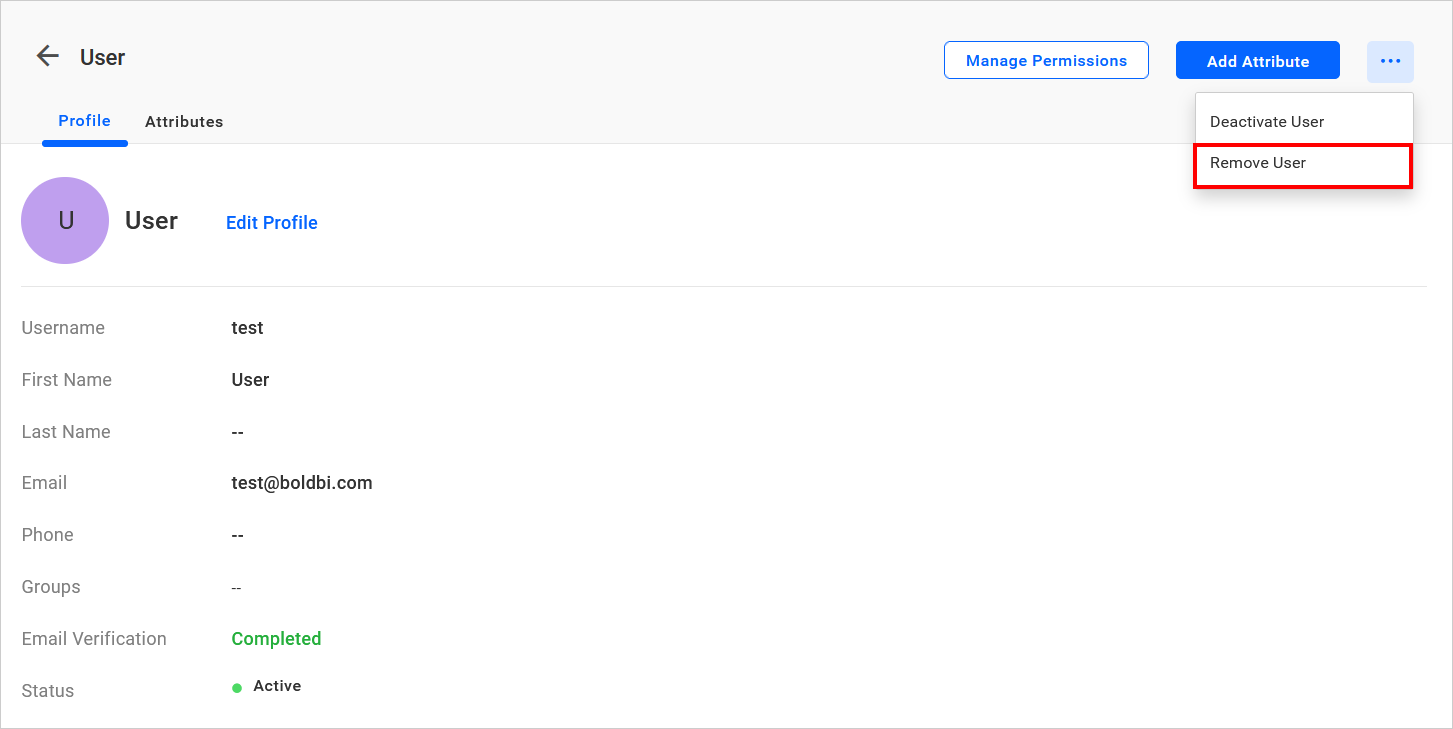 User
Manage Permissions
Add Attribute
...
Profile
Attributes
Deactivate User
Remove User
U
User
Edit Profile
Username
test
First Name
User
Last Name
--
Email
test@boldbi.com
Phone
--
Groups
--
Email Verification
Completed
Status
Active